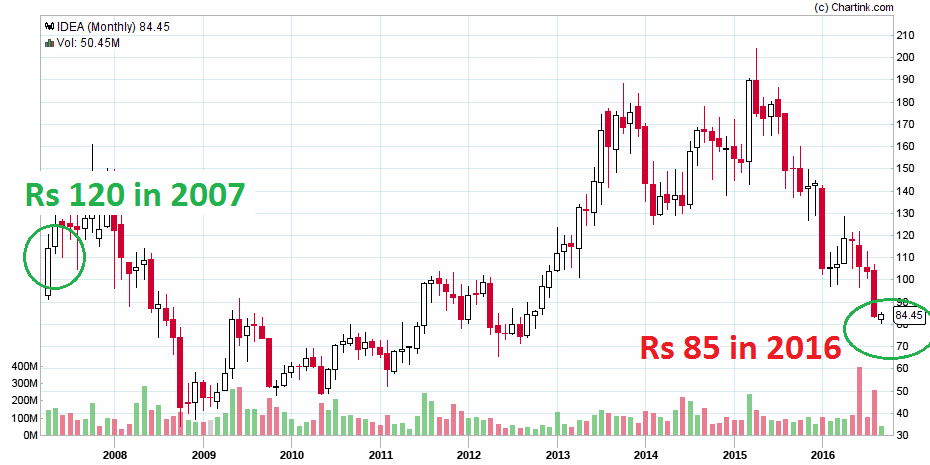 (c) Chartink.com
IDEA (Monthly) 84.45
Vol: 50.45M
210
200
190
180
170
160
150
140
130
120
110
100
90
84.45
80
70
60
50
40
30
400M
300M
200M
100M
0M
Rs 120 in 2007
Rs 85 in 2016
2008
2009
2010
2011
2012
2013
2014
2015
2016